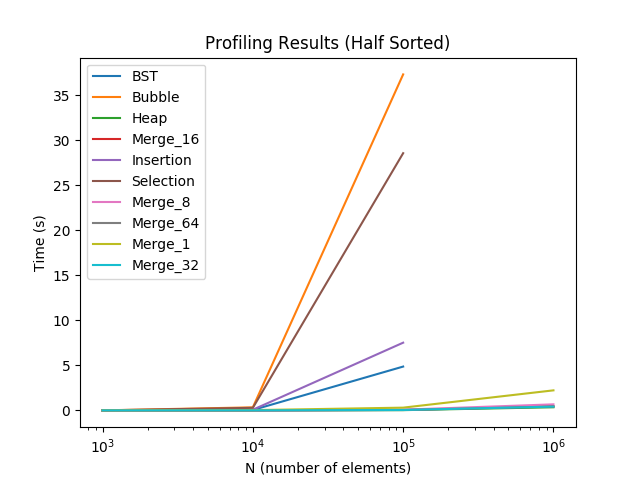 Profiling Results (Half Sorted)
BST
Bubble
Heap
Merge_16
Insertion
Selection
Merge_8
Merge_64
Merge_1
Merge_32
35
30
25
20
15
10
5
0
Time (s)
10³
10⁴
10⁵
10⁶
N (number of elements)